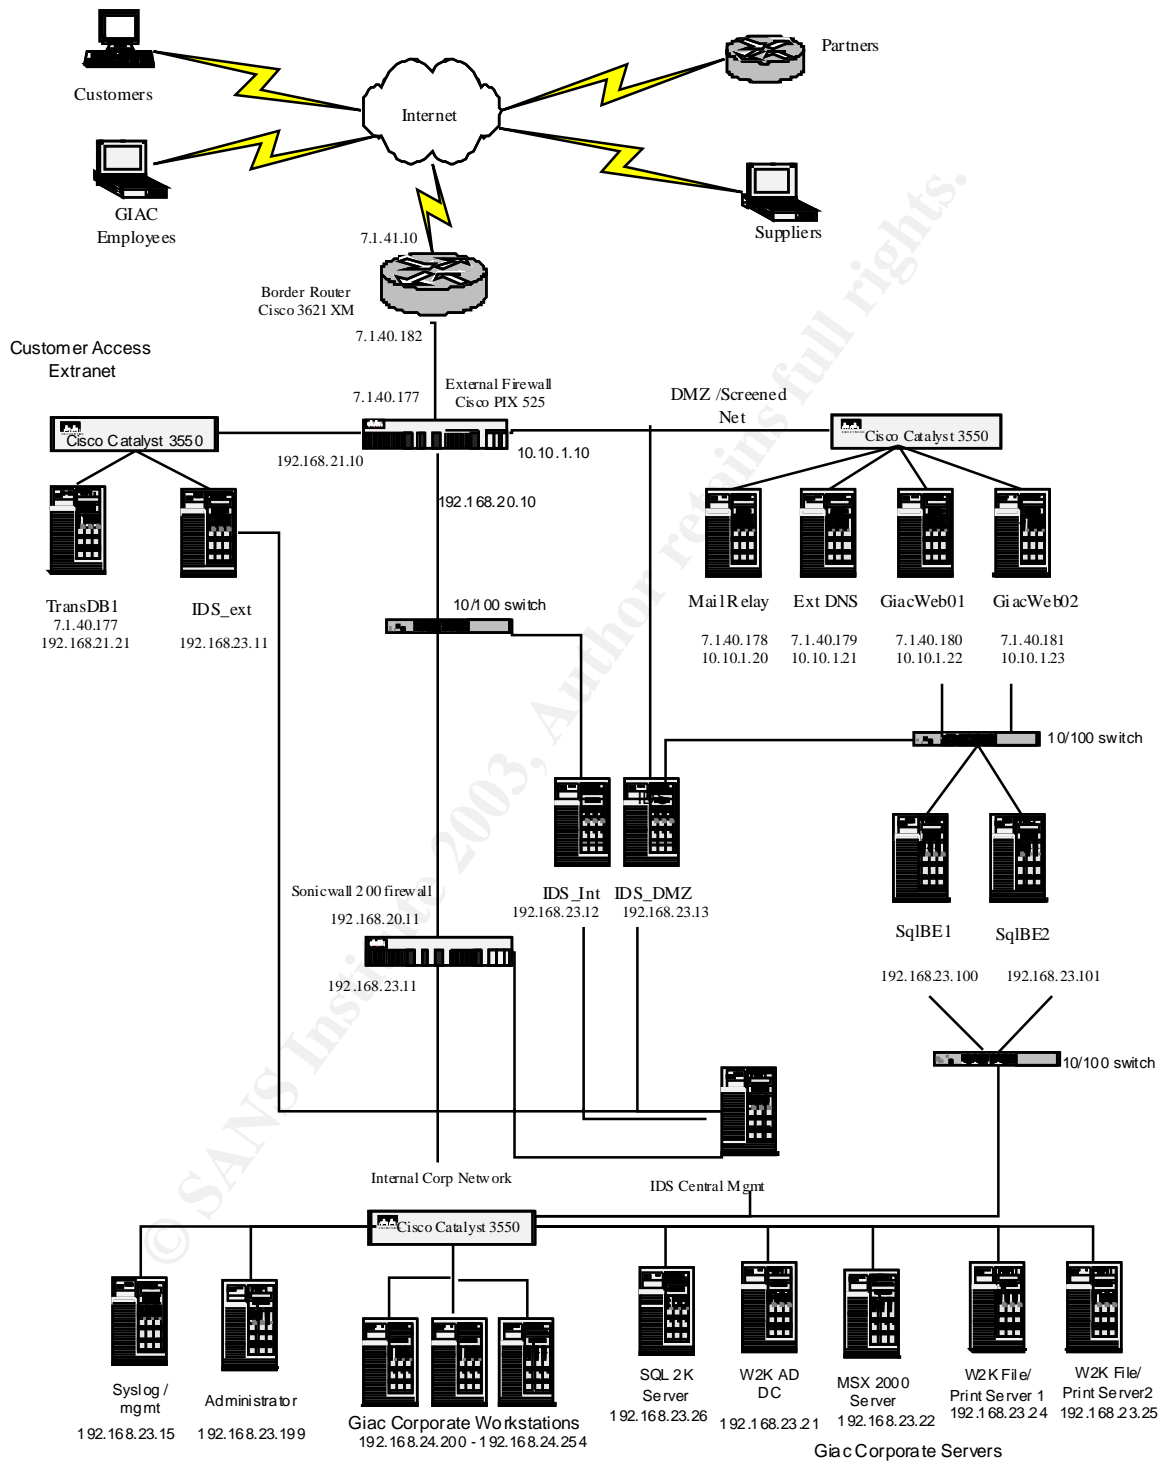 Customers
Partners
Internet
GIAC
Employees
Suppliers
7.1.41.10
Border Router
Cisco 3621 XM
7.1.40.182
Customer Access
Extranet
7.1.40.177
External Firewall
Cisco PIX 525
DMZ /Screened
Net
Cisco Catalyst 3550
Cisco Catalyst 3550
192.168.21.10
10.10.1.10
192.168.20.10
TransDB1
7.1.40.177
192.168.21.21
IDS_ext
192.168.23.11
10/100 switch
MailRelay
7.1.40.178
10.10.1.20
Ext DNS
7.1.40.179
10.10.1.21
GiacWeb01
7.1.40.180
10.10.1.22
GiacWeb02
7.1.40.181
10.10.1.23
10/100 switch
IDS_Int
192.168.23.12
IDS_DMZ
192.168.23.13
Sonicwall 200 firewall
192.168.20.11
192.168.23.11
SqlBE1
192.168.23.100
SqlBE2
192.168.23.101
10/100 switch
Internal Corp Network
IDS Central Mgmt
Cisco Catalyst 3550
Syslog /
mgmt
192.168.23.15
Administrator
192.168.23.199
Giac Corporate Workstations
192.168.24.200 - 192.168.24.254
SQL 2K
Server
192.168.23.26
W2K AD
DC
192.168.23.21
MSX 2000
Server
192.168.23.22
W2K File/
Print Server 1
192.168.23.24
W2K File/
Print Server2
192.168.23.25
Giac Corporate Servers
© SANS Institute 2003, Author retains full rights.